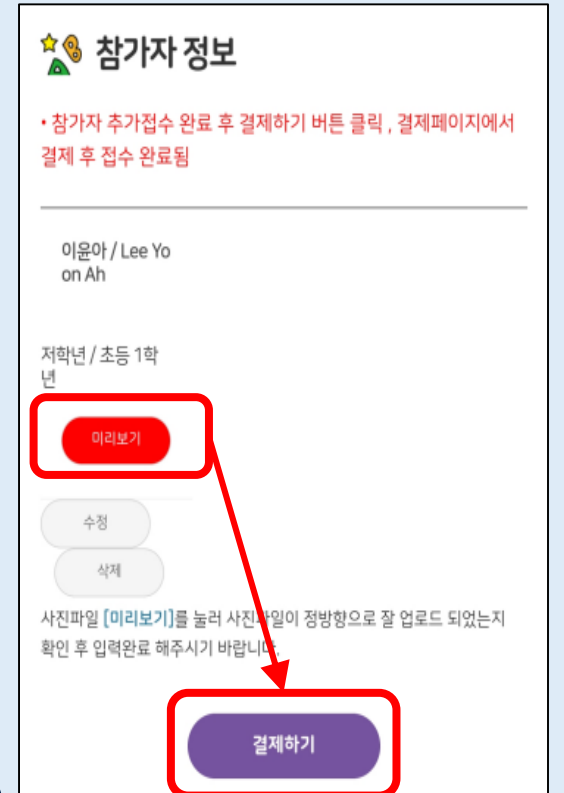 참가자 정보
• 참가자 추가접수 완료 후 결제하기 버튼 클릭 , 결제페이지에서
결제 후 접수 완료됨
이윤아 / Lee Yo
on Ah
저학년 / 초등 1학
년
미리보기
수정
삭제
사진파일 [미리보기]를 눌러 사진파일이 정방향으로 잘 업로드 되었는지
확인 후 입력완료 해주시기 바랍니다.
결제하기